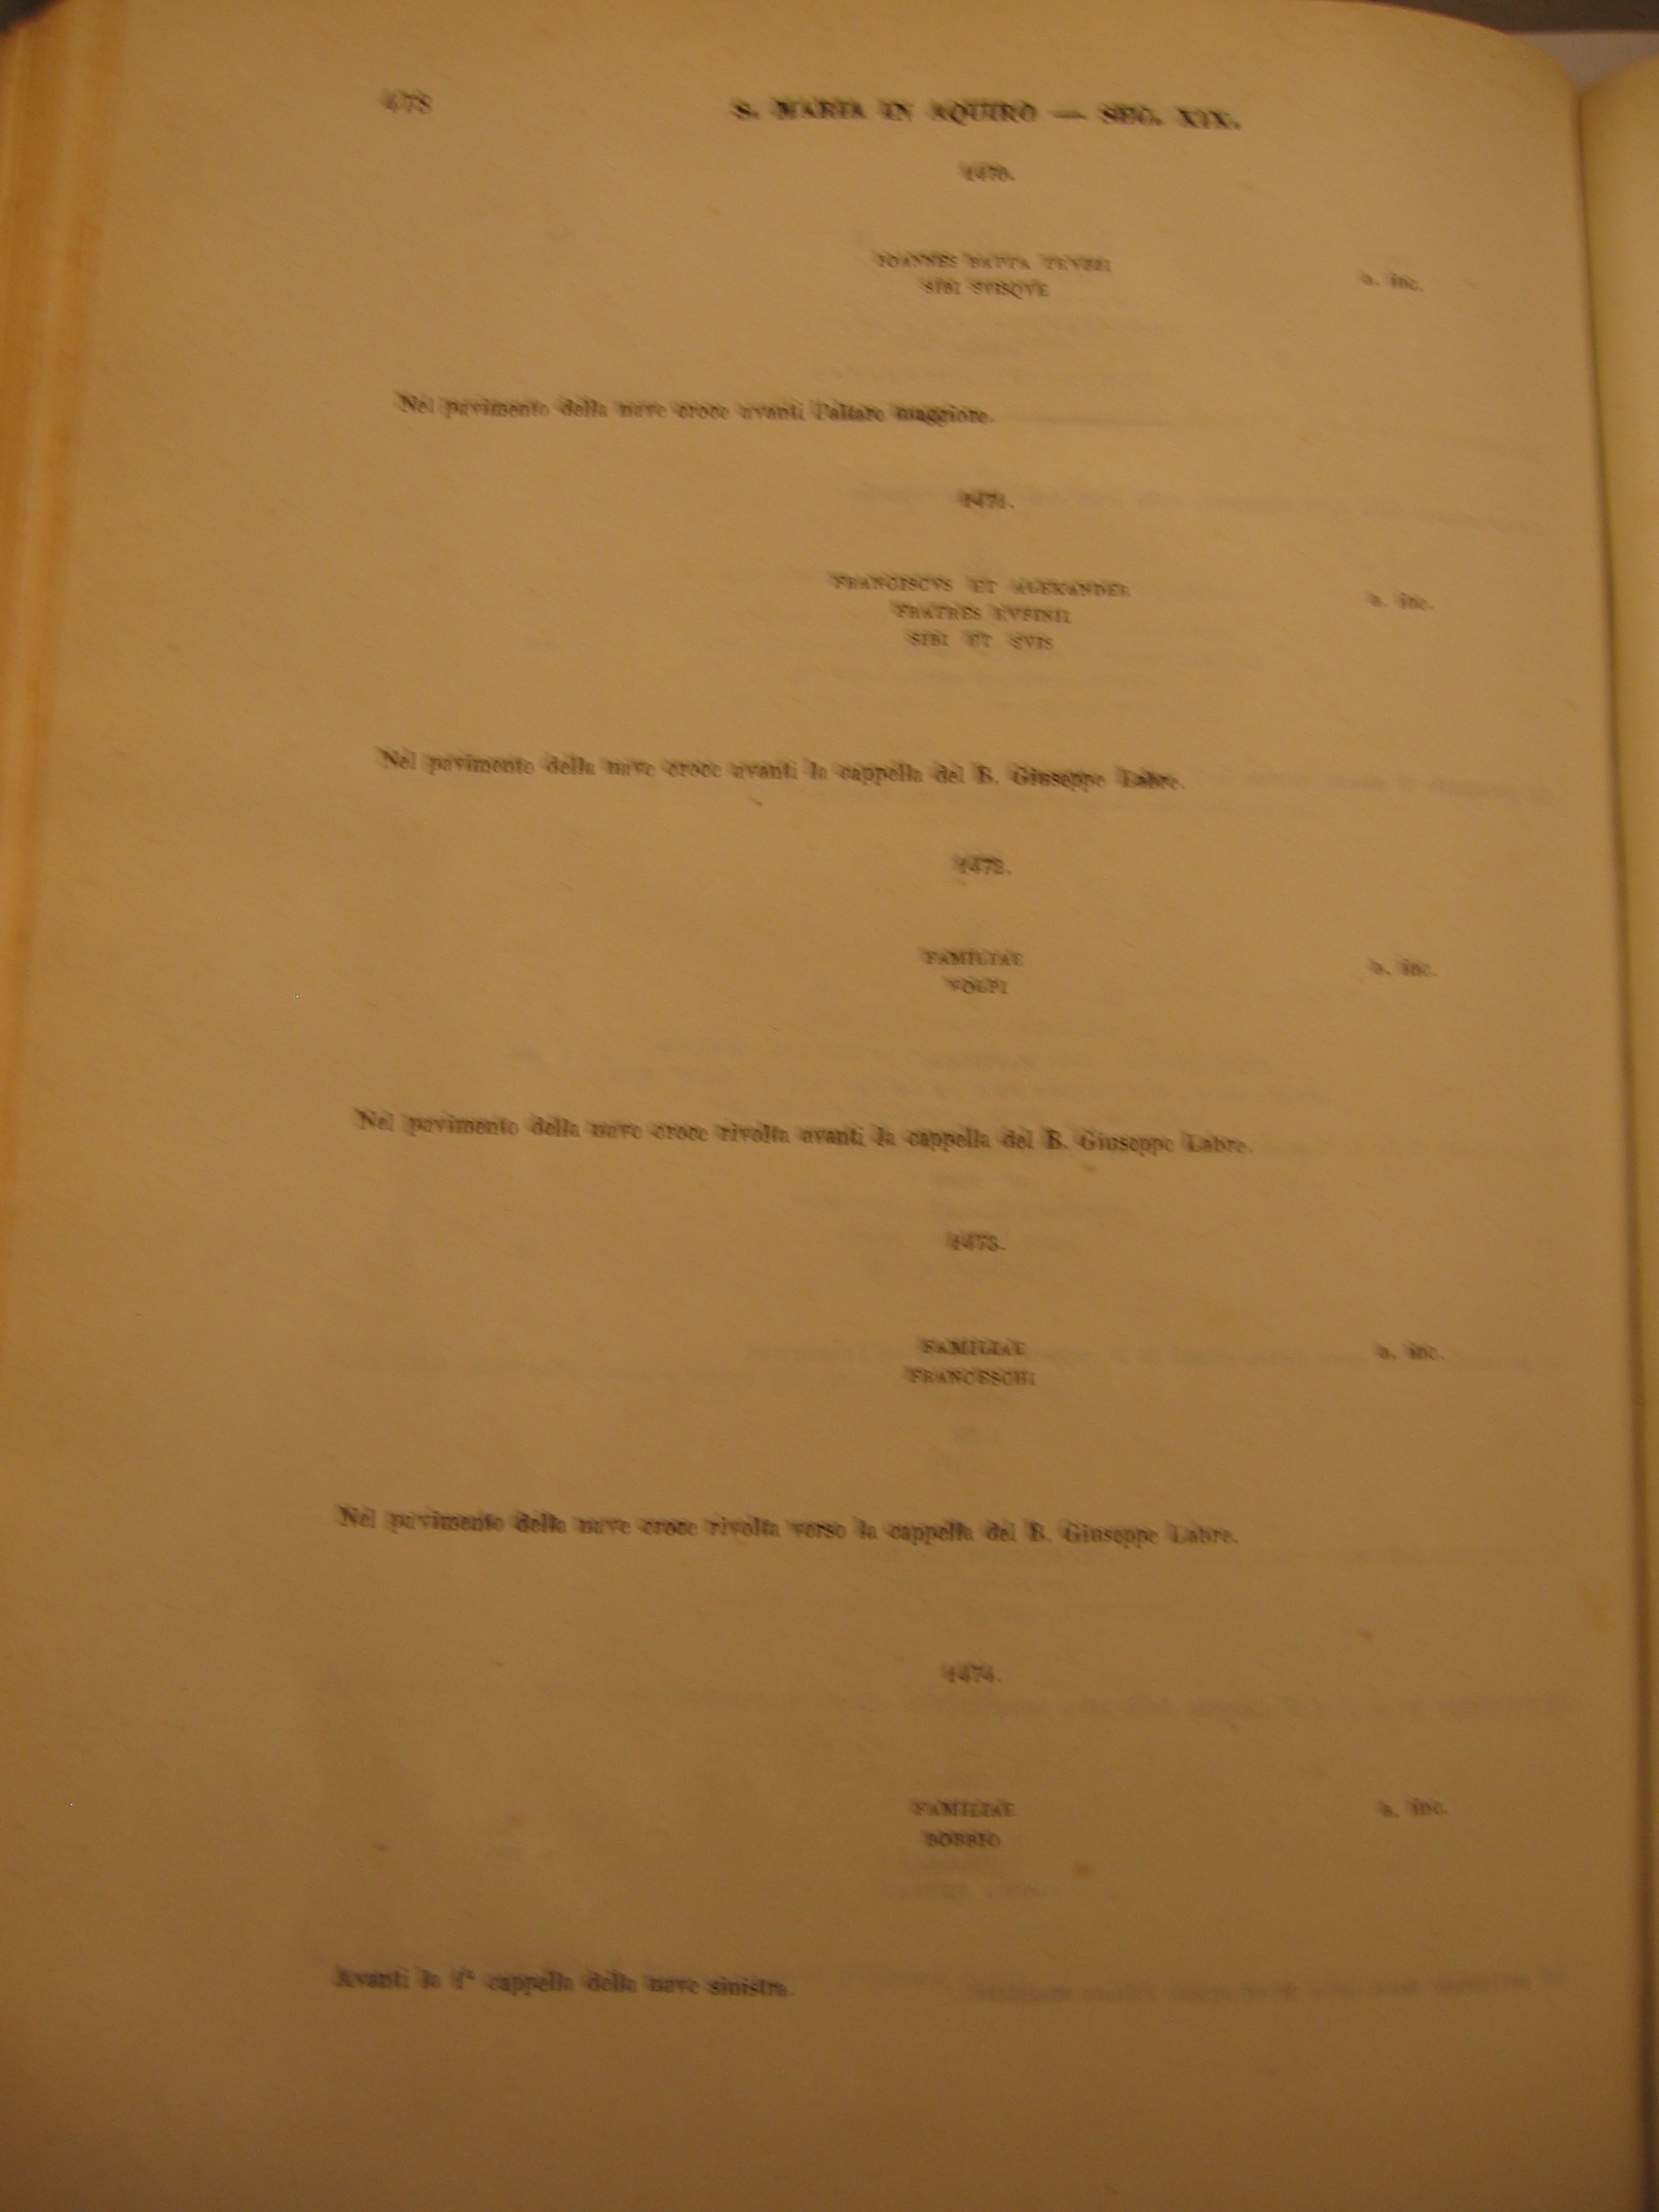 478
S. MARIA IN AQUIRO — SEC. XIX.
1470.
IOANNES BAPTA
SIBI SVISQVE
a. inc.
Nel pavimento della nave croce avanti l'altare maggiore.
1471.
FRANCISCVS ET ALEXANDER
FRATRES RVFINII
SIBI ET SVIS
a. inc.
Nel pavimento della nave croce avanti la cappella del B. Giuseppe Labre.
1472.
FAMILIAE
VOLPI
a. inc.
Nel pavimento della nave croce rivolta avanti la cappella del B. Giuseppe Labre.
1473.
FAMILIAE
FRANCESCHI
a. inc.
Nel pavimento della nave croce rivolta verso la cappella del B. Giuseppe Labre.
1474.
FAMILIAE
BOBBIO
a. inc.
Avanti la 1ª cappella della nave sinistra.